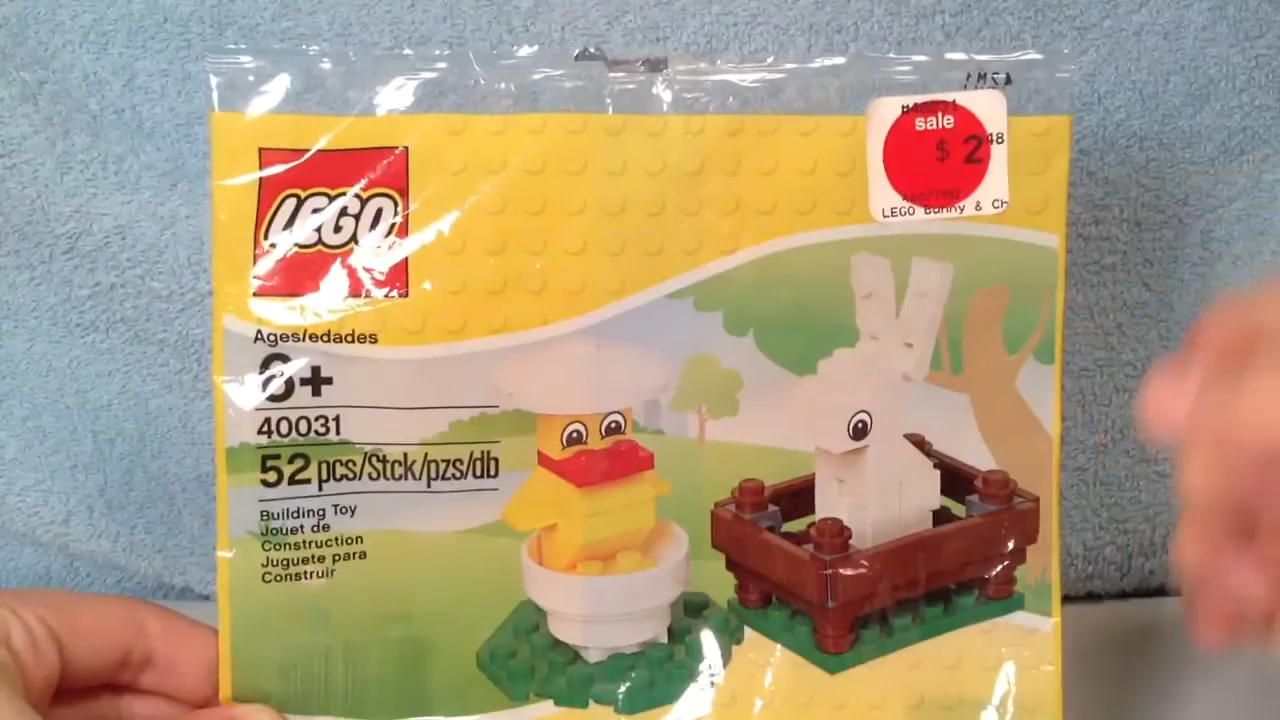 sale
$ 2 48
LEGO Bunny & Ch
LEGO
Ages/edades
6+
40031
52 pcs/Stck/pzs/db
Building Toy
Jouet de
Construction
Juguete para
Construir